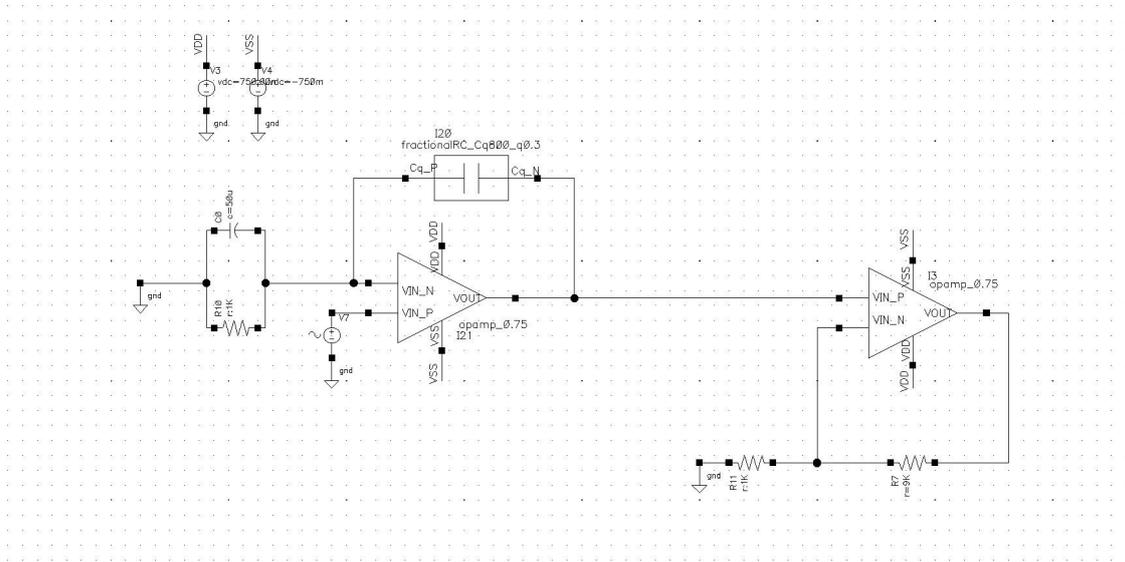 VDD
VSS
V3
V4
gnd
gnd
I20
fractionalRC_Cq800_q0.3
Cq_P
Cq_N
C0
c=50u
gnd
R10
r:1K
VDD
VDD
VIN_N
VIN_P
VOUT
VSS
VSS
opamp_0.75
I21
V7
gnd
VSS
VSS
I3
opamp_0.75
VIN_P
VIN_N
VOUT
VDD
VDD
gnd
R11
r:1K
R7
r=9K